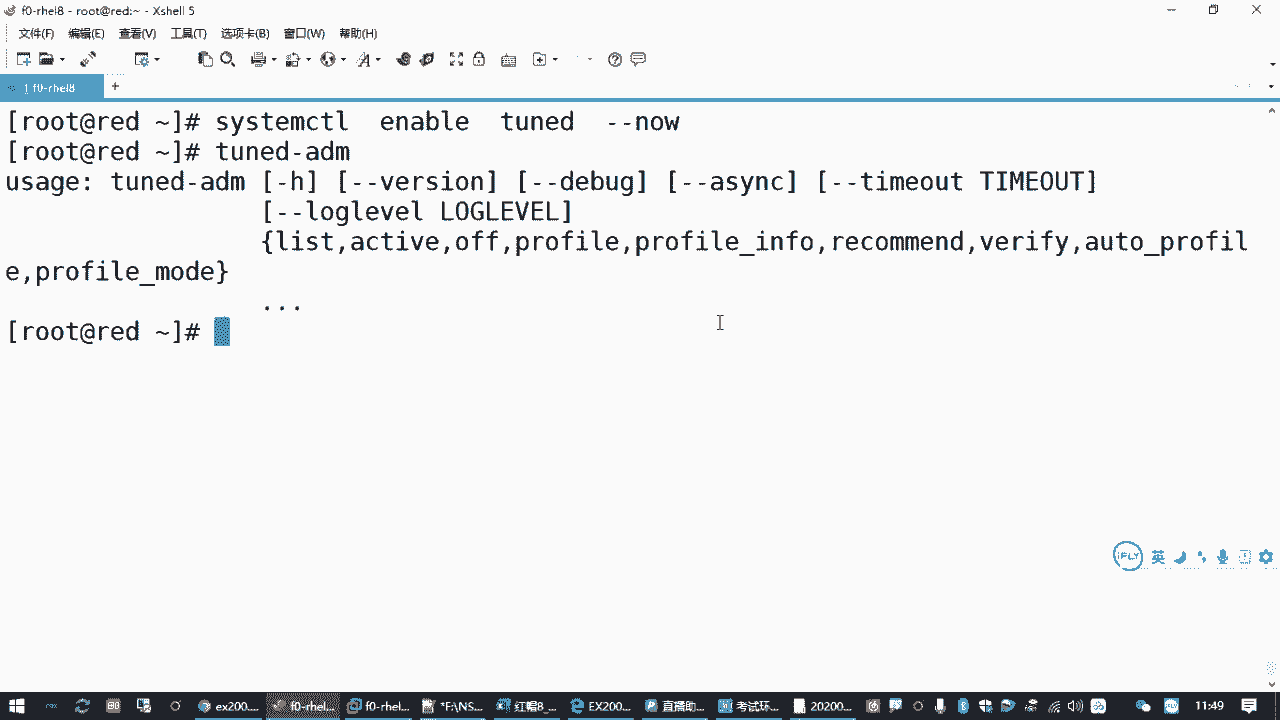 f0-rhel8 - root@red:~ - Xshell 5
文件(F) 编辑(E) 查看(V) 工具(T) 选项卡(B) 窗口(W) 帮助(H)
1 f0-rhel8 +
[root@red ~]# systemctl  enable  tuned  --now
[root@red ~]# tuned-adm
usage: tuned-adm [-h] [--version] [--debug] [--async] [--timeout TIMEOUT]
[--loglevel LOGLEVEL]
{list,active,off,profile,profile_info,recommend,verify,auto_profil
e,profile_mode}
...
[root@red ~]#
iFLY 英
ex200... f0-rhel... f0-rhel... *F:\NS... 红帽8_... EX200... 直播助... 考试环... 20200... 11:49